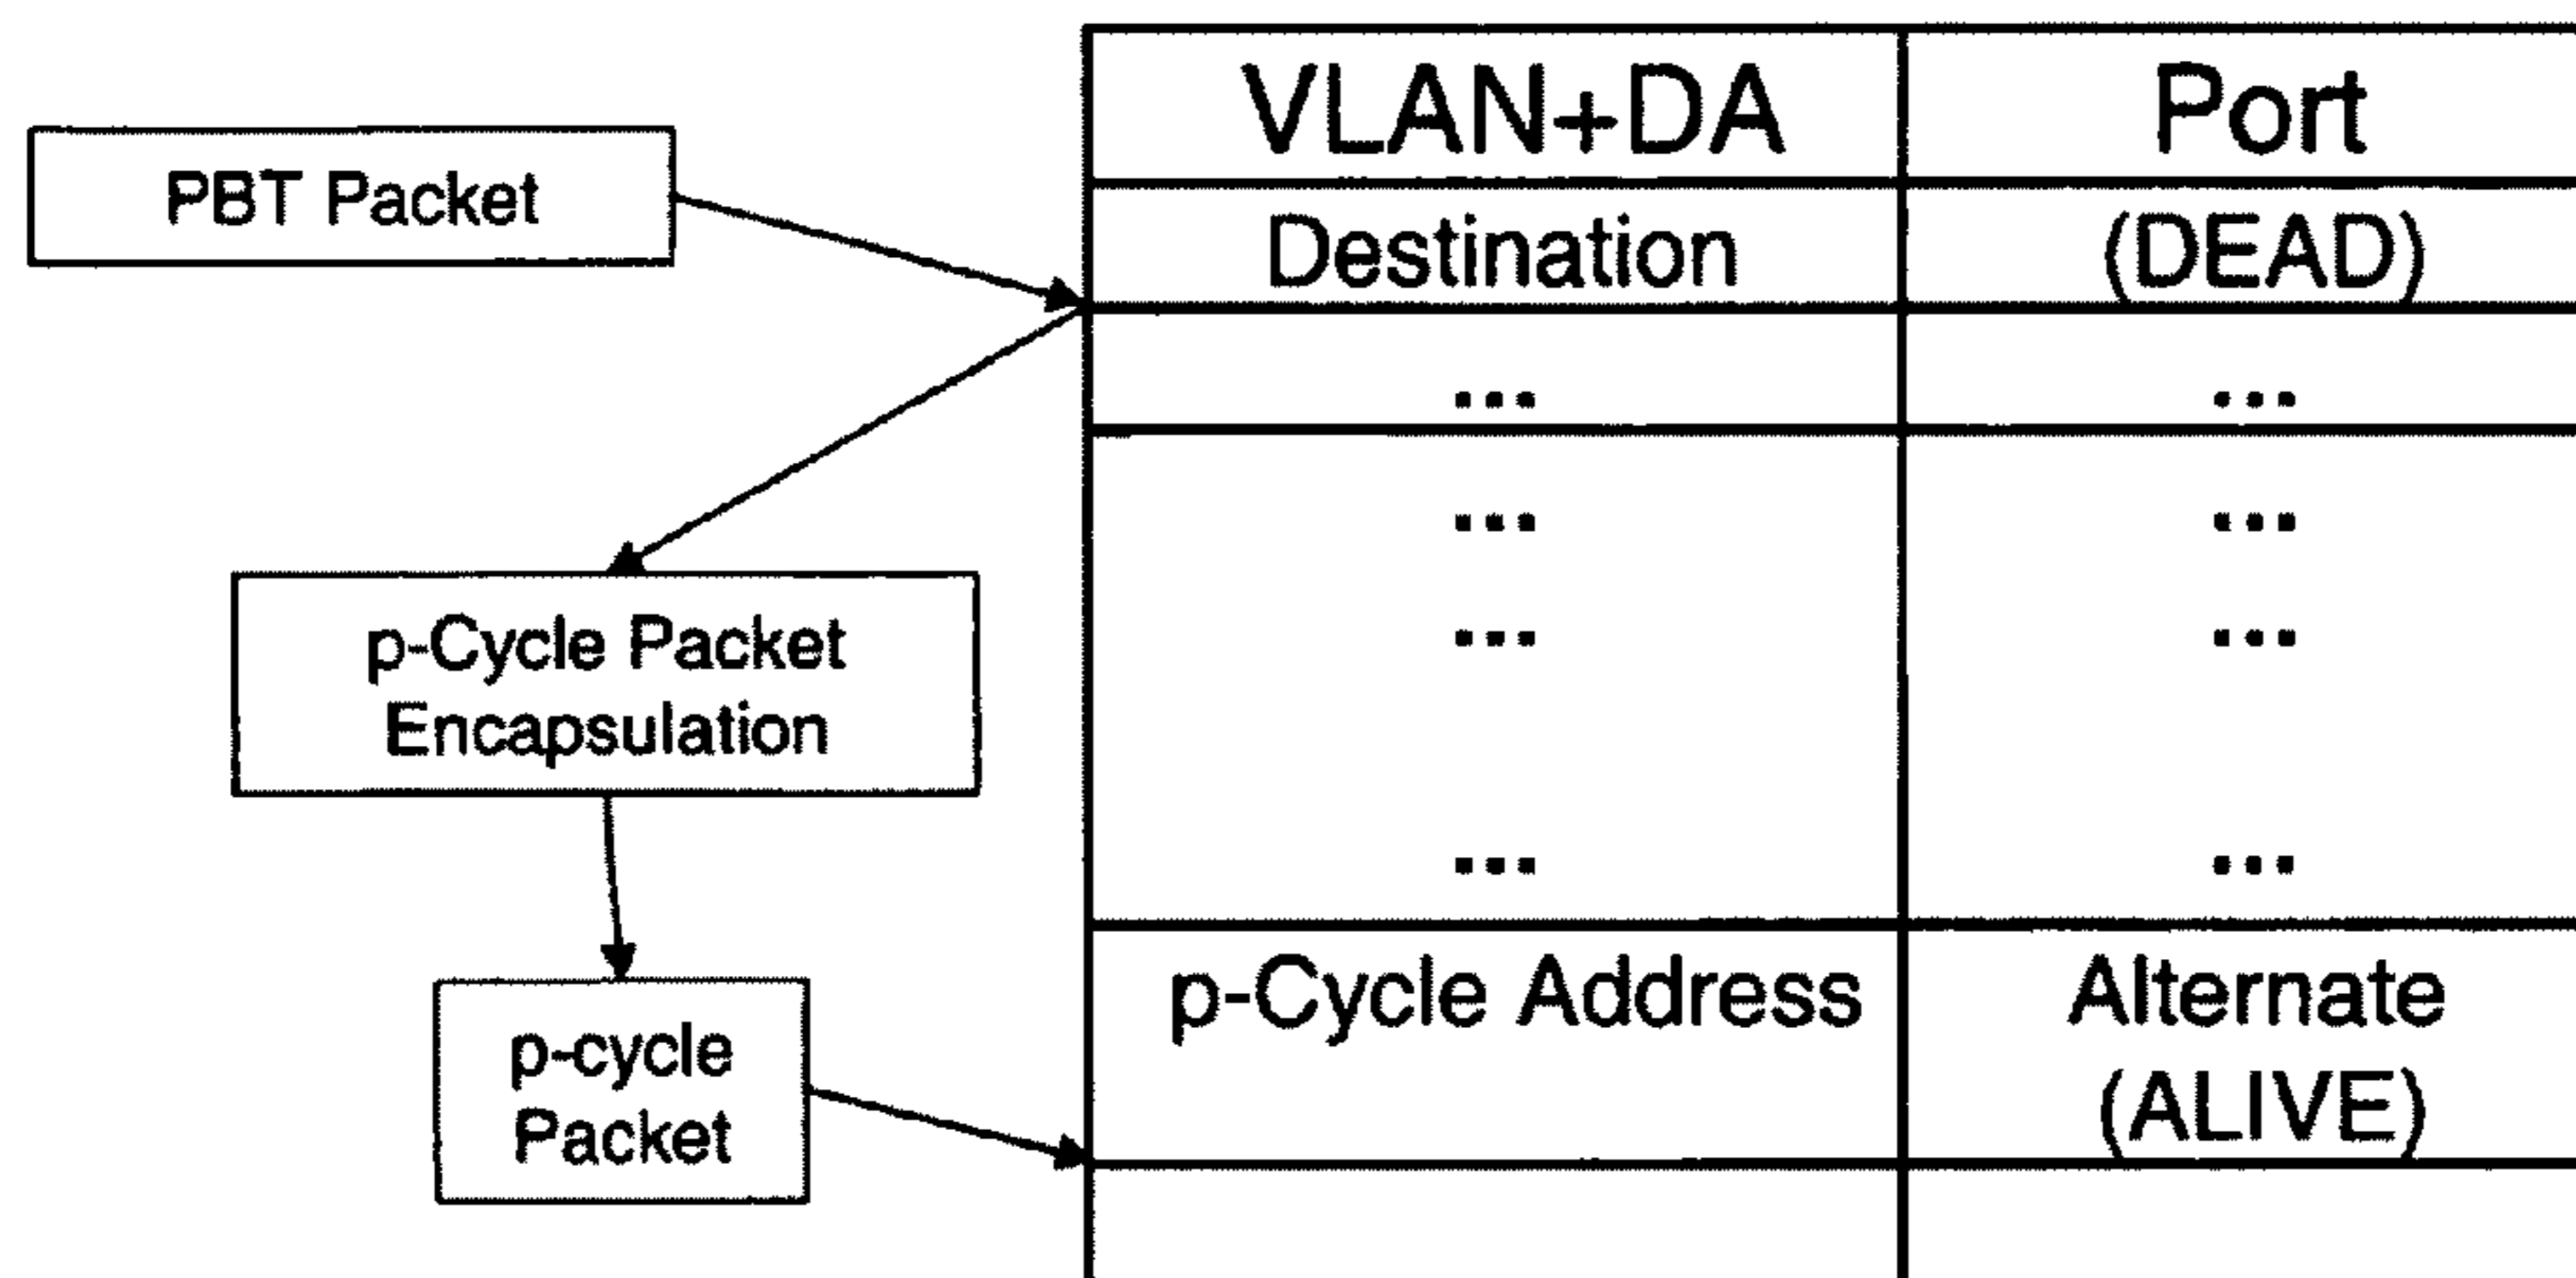 VLAN+DA Port
PBT Packet
Destination (DEAD)
... ...
... ...
... ...
p-Cycle Packet
Encapsulation
... ...
p-Cycle Address Alternate
(ALIVE)
p-cycle
Packet